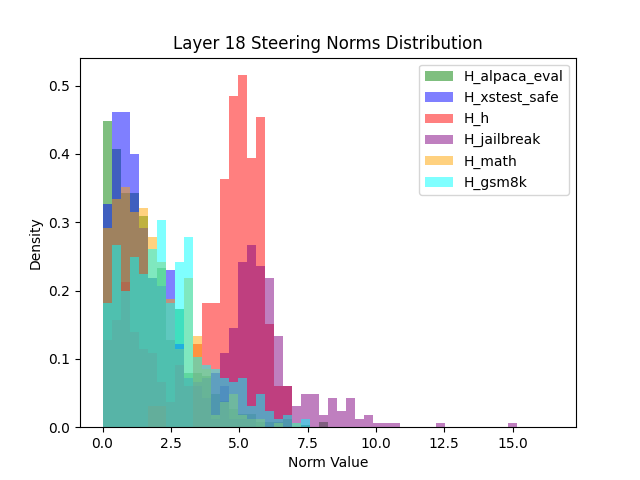 Layer 18 Steering Norms Distribution
H_alpaca_eval
H_xstest_safe
H_h
H_jailbreak
H_math
H_gsm8k
Density
0.5
0.4
0.3
0.2
0.1
0.0
0.0 2.5 5.0 7.5 10.0 12.5 15.0
Norm Value